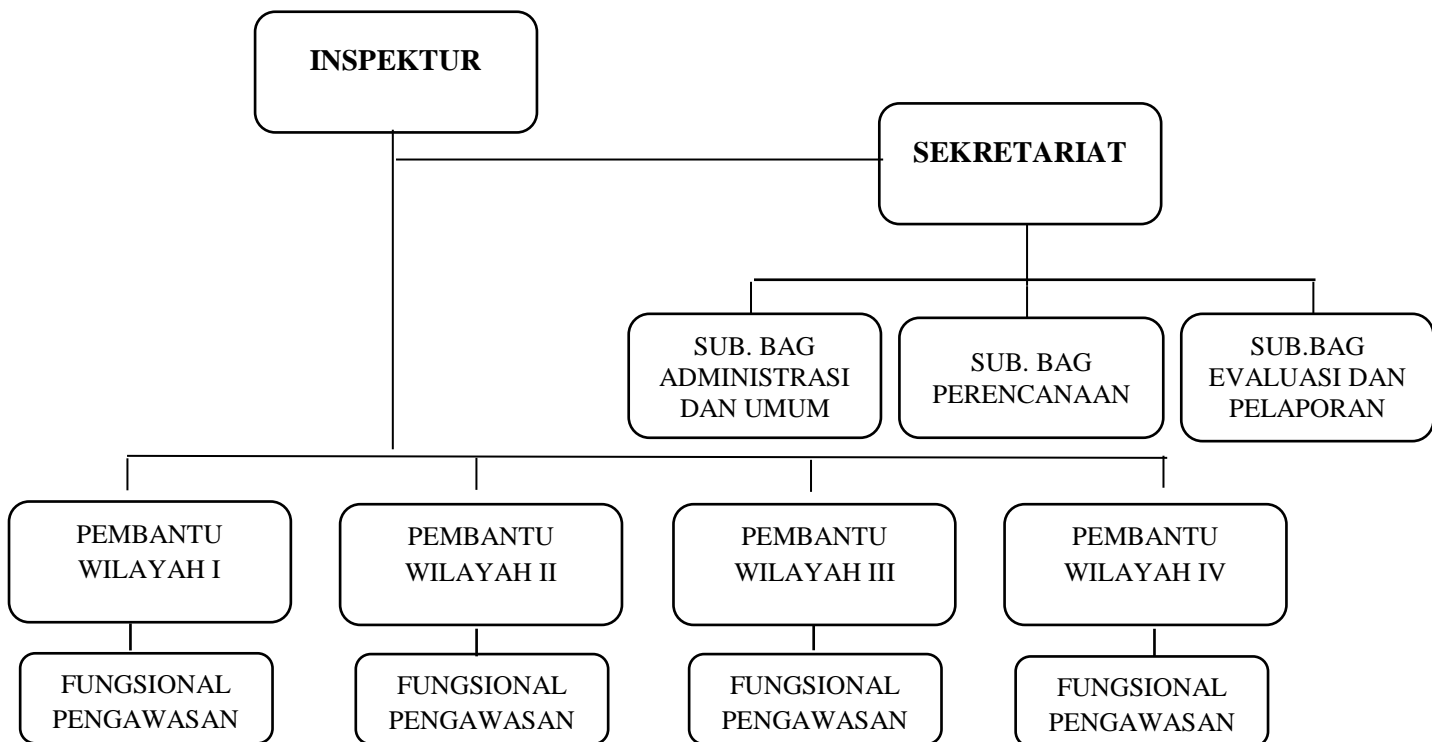 INSPEKTUR
SEKRETARIAT
SUB. BAG
ADMINISTRASI
DAN UMUM
SUB. BAG
PERENCANAAN
SUB.BAG
EVALUASI DAN
PELAPORAN
PEMBANTU
WILAYAH I
PEMBANTU
WILAYAH II
PEMBANTU
WILAYAH III
PEMBANTU
WILAYAH IV
FUNGSIONAL
PENGAWASAN
FUNGSIONAL
PENGAWASAN
FUNGSIONAL
PENGAWASAN
FUNGSIONAL
PENGAWASAN